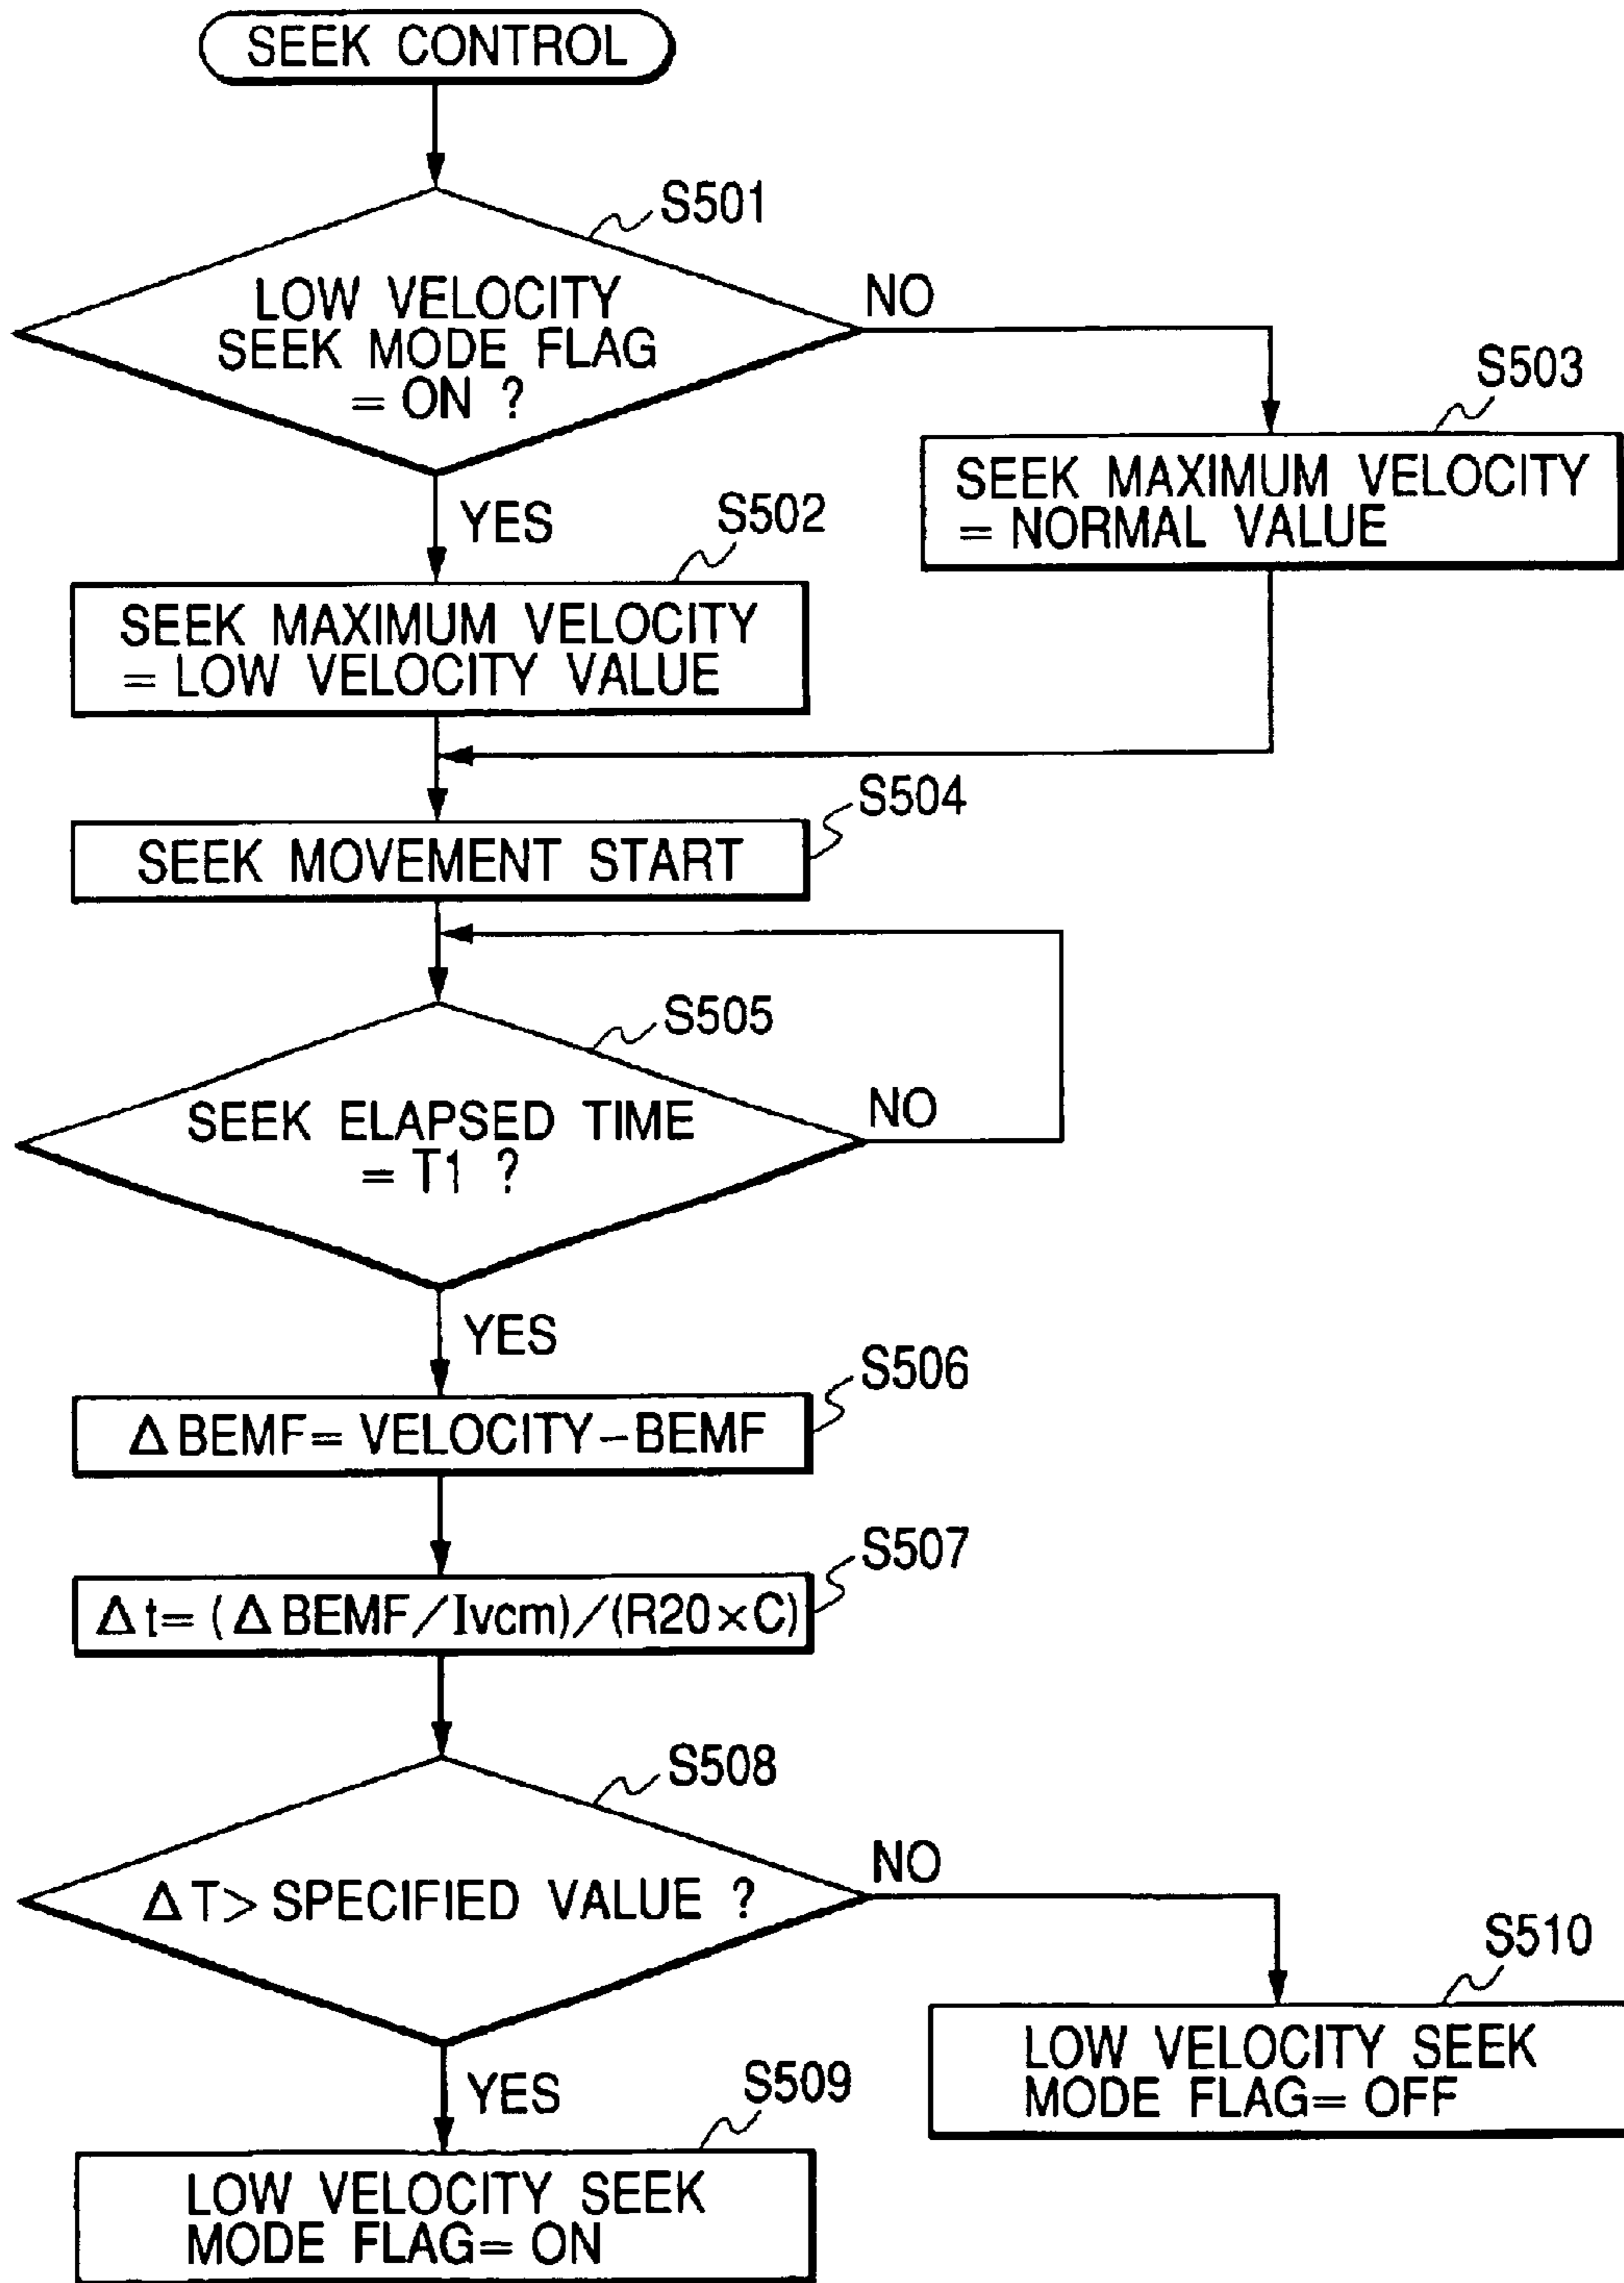 SEEK CONTROL
S501
LOW VELOCITY
SEEK MODE FLAG
= ON ?
NO
YES
S503
SEEK MAXIMUM VELOCITY
= NORMAL VALUE
S502
SEEK MAXIMUM VELOCITY
= LOW VELOCITY VALUE
S504
SEEK MOVEMENT START
S505
SEEK ELAPSED TIME
= T1 ?
NO
YES
S506
Δ BEMF= VELOCITY-BEMF
S507
Δ t= (Δ BEMF/Ivcm)/(R20×C)
S508
Δ T> SPECIFIED VALUE ?
NO
YES
S510
LOW VELOCITY SEEK
MODE FLAG= OFF
S509
LOW VELOCITY SEEK
MODE FLAG= ON